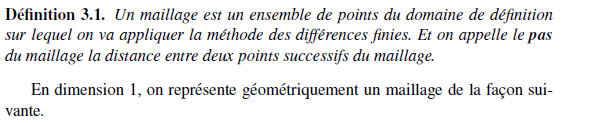 Définition 3.1. Un maillage est un ensemble de points du domaine de définition
sur lequel on va appliquer la méthode des différences finies. Et on appelle le pas
du maillage la distance entre deux points successifs du maillage.
En dimension 1, on représente géométriquement un maillage de la façon sui-
vante.